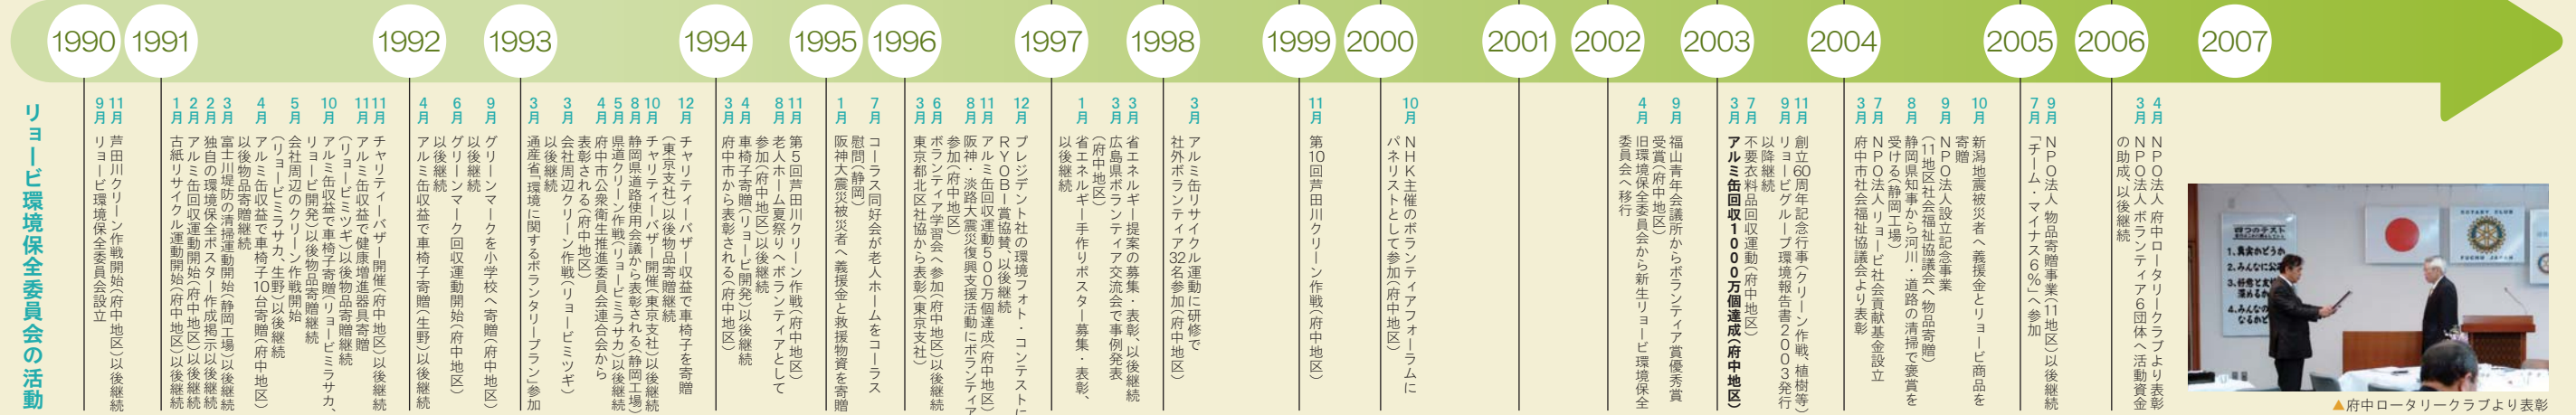 リョービ環境保全委員会の活動
1990
9月
リョービ環境保全委員会設立
11月
芦田川クリーン作戦開始(府中地区)以後継続
1991
1月
古紙リサイクル運動開始(府中地区)以後継続
2月
アルミ缶回収運動開始(府中地区)以後継続
2月
独自の環境保全ポスター作成掲示以後継続
3月
富士川堤防の清掃運動開始(静岡工場)以後継続
4月
アルミ缶収益で車椅子10台寄贈(府中地区)
以後物品寄贈継続
5月
会社周辺のクリーン作戦開始
(リョービミラサカ、生野)以後継続
10月
アルミ缶収益で車椅子寄贈(リョービミラサカ、
リョービ開発)以後物品寄贈継続
11月
アルミ缶収益で健康増進器具寄贈
(リョービミツギ)以後物品寄贈継続
11月
チャリティーバザー開催(府中地区)以後継続
1992
4月
アルミ缶収益で車椅子寄贈(生野)以後継続
6月
グリーンマーク回収運動開始(府中地区)
以後継続
9月
グリーンマークを小学校へ寄贈(府中地区)
以後継続
1993
3月
通産省「環境に関するボランタリープラン」参加
3月
会社周辺クリーン作戦(リョービミツギ)
以後継続
4月
府中市公衆衛生推進委員会連合会から
表彰される(府中地区)
5月
県道クリーン作戦(リョービミラサカ)以後継続
8月
静岡県道路使用会議から表彰される(静岡工場)
10月
チャリティーバザー開催(東京支社)以後継続
12月
チャリティーバザー収益で車椅子を寄贈
(東京支社)以後物品寄贈継続
1994
3月
府中市から表彰される(府中地区)
4月
車椅子寄贈(リョービ開発)以後継続
8月
老人ホーム夏祭りへボランティアとして
参加(府中地区)以後継続
11月
第5回芦田川クリーン作戦(府中地区)
1995
1月
阪神大震災被災者へ義援金と救援物資を寄贈
7月
コーラス同好会が老人ホームをコーラス
慰問(静岡)
1996
3月
東京都北区社協から表彰(東京支社)
6月
ボランティア学習会へ参加(府中地区)以後継続
8月
阪神・淡路大震災復興支援活動にボランティア
参加(府中地区)
11月
アルミ缶回収運動500万個達成(府中地区)
12月
プレジデント社の環境フォト・コンテストに
RYOBI賞協賛、以後継続
1997
1月
省エネルギー手作りポスター募集・表彰、
以後継続
3月
広島県ボランティア交流会で事例発表
(府中地区)
3月
省エネルギー提案の募集・表彰、以後継続
1998
3月
アルミ缶リサイクル運動に研修で
社外ボランティア32名参加(府中地区)
1999
11月
第10回芦田川クリーン作戦(府中地区)
2000
10月
NHK主催のボランティアフォーラムに
パネリストとして参加(府中地区)
2001
2002
4月
旧環境保全委員会から新生リョービ環境保全
委員会へ移行
9月
福山青年会議所からボランティア賞優秀賞
受賞(府中地区)
2003
3月
アルミ缶回収1000万個達成(府中地区)
7月
不要衣料品回収運動(府中地区)
9月
リョービグループ環境報告書2003発行
以降継続
11月
創立60周年記念行事(クリーン作戦、植樹等)
2004
3月
府中市社会福祉協議会より表彰
7月
NPO法人 リョービ社会貢献基金設立
8月
静岡県知事から河川・道路の清掃で褒賞を
受ける(静岡工場)
9月
NPO法人設立記念事業
(11地区社会福祉協議会へ物品寄贈)
10月
新潟地震被災者へ義援金とリョービ商品を
寄贈
2005
7月
「チーム・マイナス6%」へ参加
9月
NPO法人 物品寄贈事業(11地区)以後継続
2006
3月
NPO法人 ボランティア6団体へ活動資金
の助成、以後継続
4月
NPO法人 府中ロータリークラブより表彰
2007
四つのテスト
1.真実かどうか
2.みんなに公
3.好意と友
深めるか
4.みんなの
なるかど
ROTARY CLUB
FUCHU JAPAN
▲府中ロータリークラブより表彰